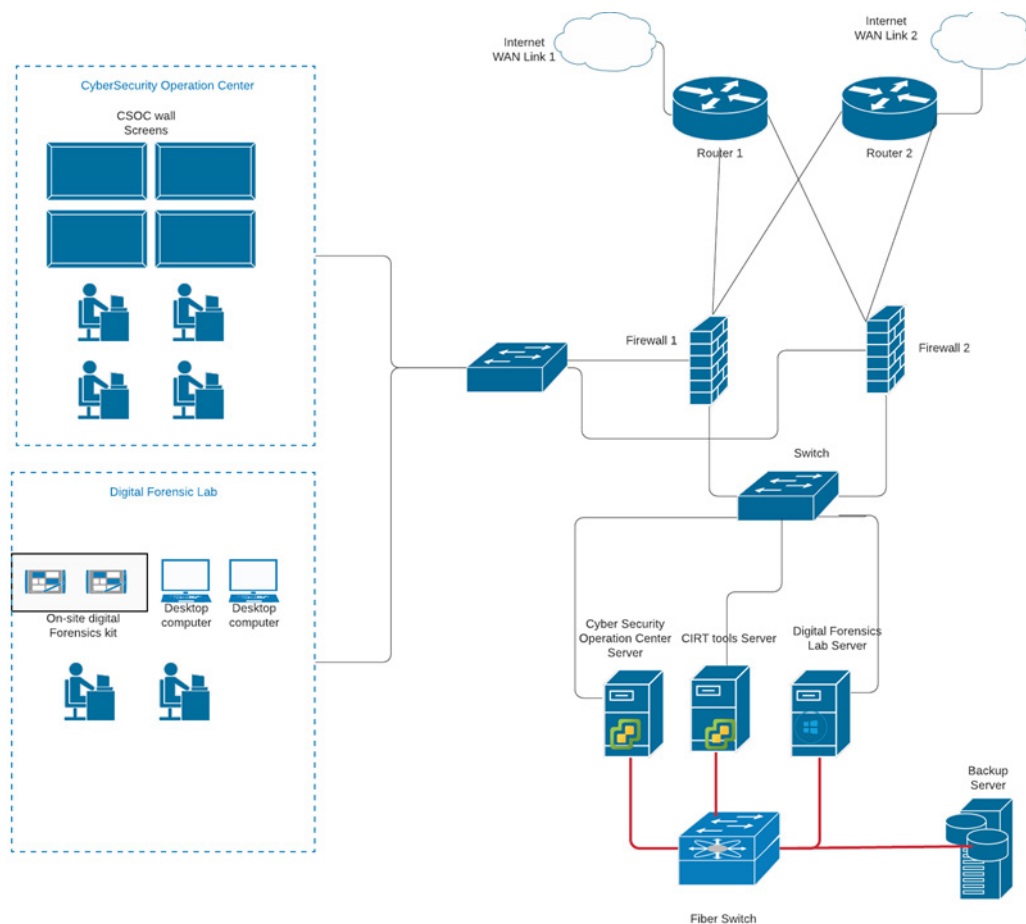 Internet
WAN Link 1
Internet
WAN Link 2
CyberSecurity Operation Center
CSOC wall
Screens
Router 1
Router 2
Firewall 1
Firewall 2
Switch
Digital Forensic Lab
On-site digital
Forensics kit
Desktop
computer
Desktop
computer
Cyber Security
Operation Center
Server
CIRT tools Server
Digital Forensics
Lab Server
Backup
Server
Fiber Switch